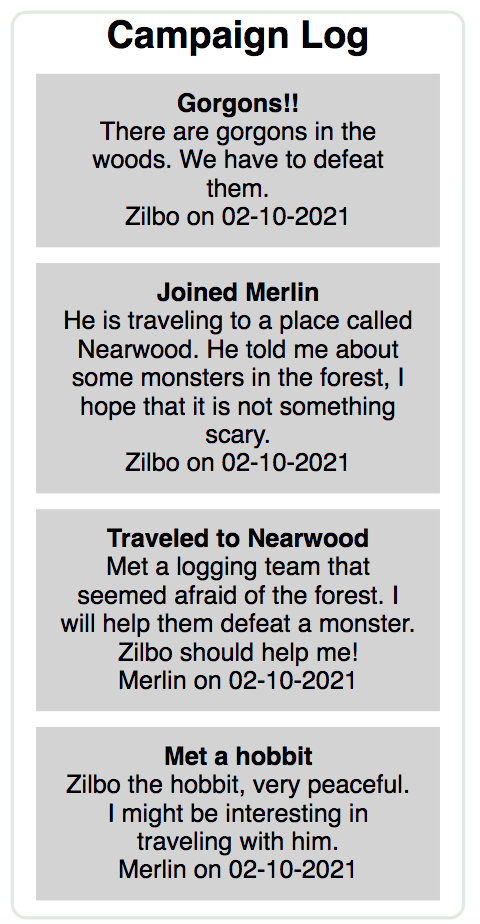 Campaign Log
Gorgons!!
There are gorgons in the
woods. We have to defeat
them.
Zilbo on 02-10-2021
Joined Merlin
He is traveling to a place called
Nearwood. He told me about
some monsters in the forest, I
hope that it is not something
scary.
Zilbo on 02-10-2021
Traveled to Nearwood
Met a logging team that
seemed afraid of the forest. I
will help them defeat a monster.
Zilbo should help me!
Merlin on 02-10-2021
Met a hobbit
Zilbo the hobbit, very peaceful.
I might be interesting in
traveling with him.
Merlin on 02-10-2021